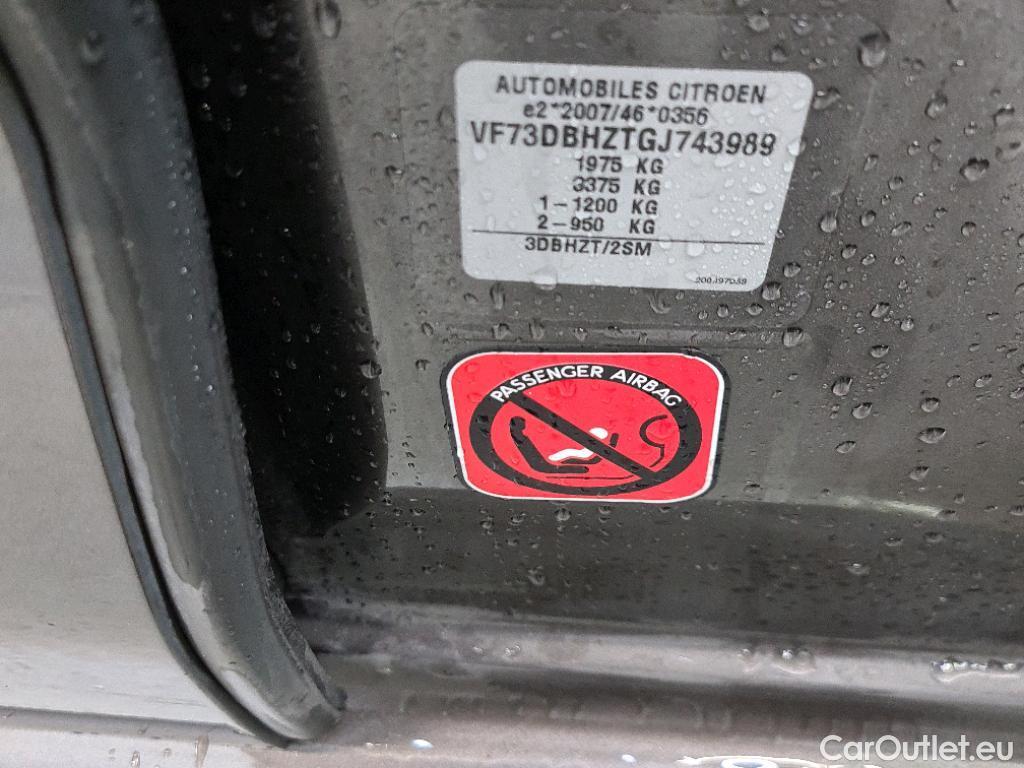 AUTOMOBILES CITROEN
e2*2007/46*0356
VF73DBHZTGJ743989
1975 KG
3375 KG
1-1200 KG
2-950 KG
3DBHZT/2SM
PASSENGER AIRBAG
CarOutlet.eu